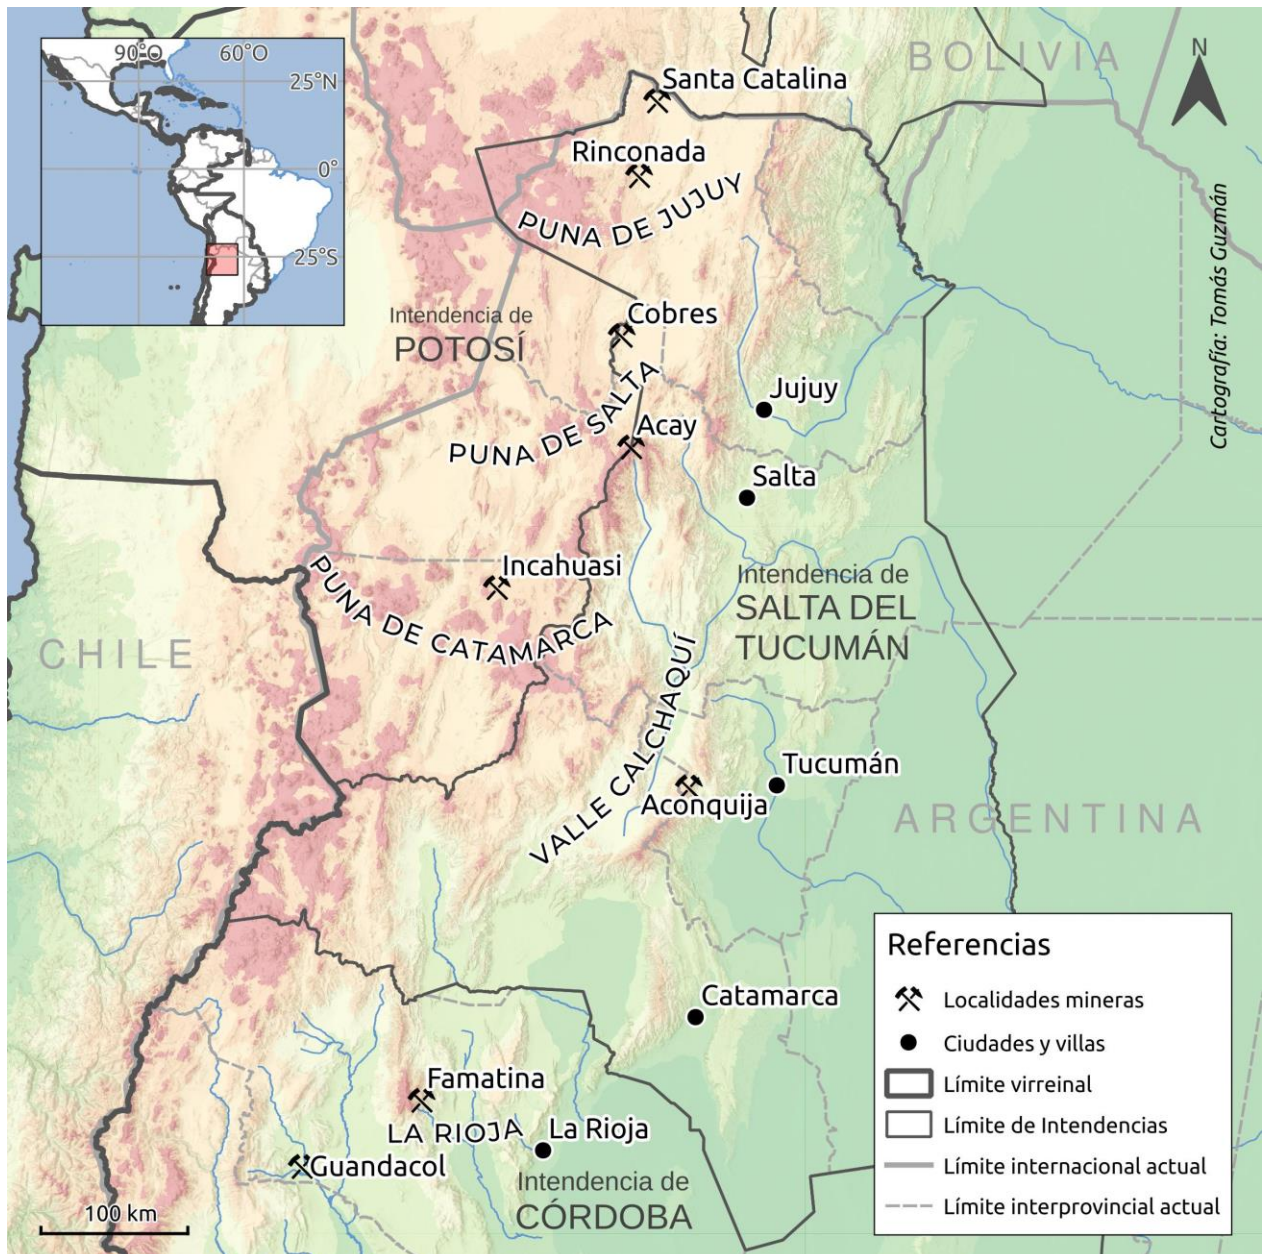 90°O
60°O
25°N
0°
25°S
BOLIVIA
N
Santa Catalina
Rinconada
PUNA DE JUJUY
Cartografía: Tomás Guzmán
Intendencia de
POTOSÍ
Cobres
PUNA DE SALTA
Jujuy
Acay
Salta
Incahuasi
PUNA DE CATAMARCA
Intendencia de
SALTA DEL
TUCUMÁN
CHILE
VALLE CALCHAQUÍ
Tucumán
Aconquija
ARGENTINA
Catamarca
Famatina
LA RIOJA
La Rioja
Guandacol
Intendencia de
CÓRDOBA
100 km
Referencias
Localidades mineras
Ciudades y villas
Límite virreinal
Límite de Intendencias
Límite internacional actual
Límite interprovincial actual